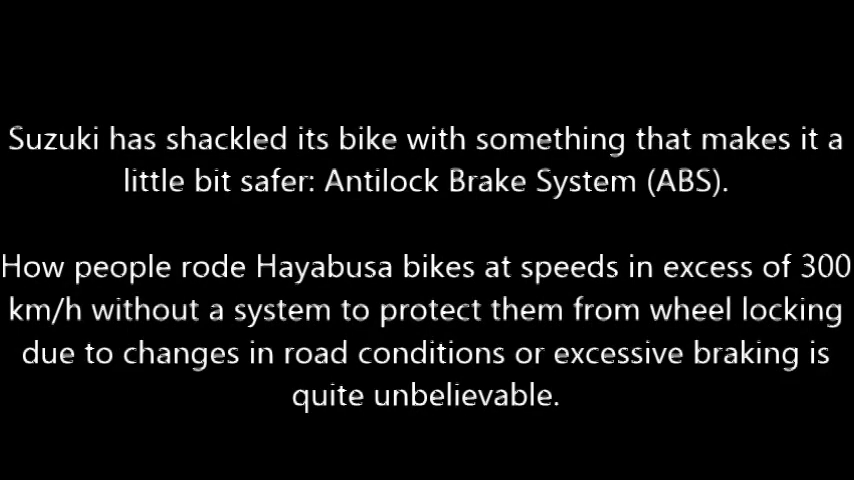 Suzuki has shackled its bike with something that makes it a
little bit safer: Antilock Brake System (ABS).
How people rode Hayabusa bikes at speeds in excess of 300
km/h without a system to protect them from wheel locking
due to changes in road conditions or excessive braking is
quite unbelievable.